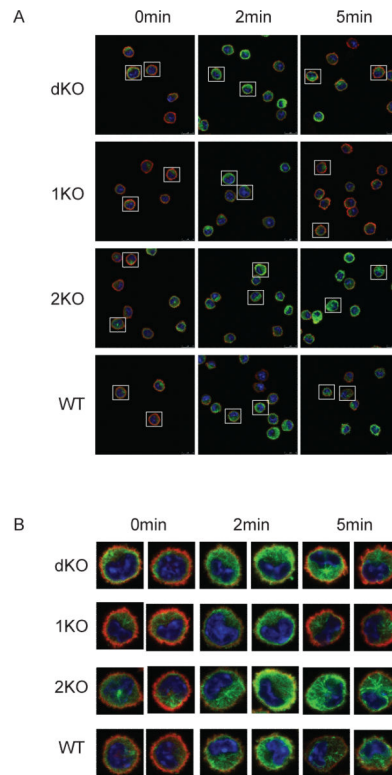 A
0min 2min 5min
dKO
1KO
2KO
WT
B
0min 2min 5min
dKO
1KO
2KO
WT